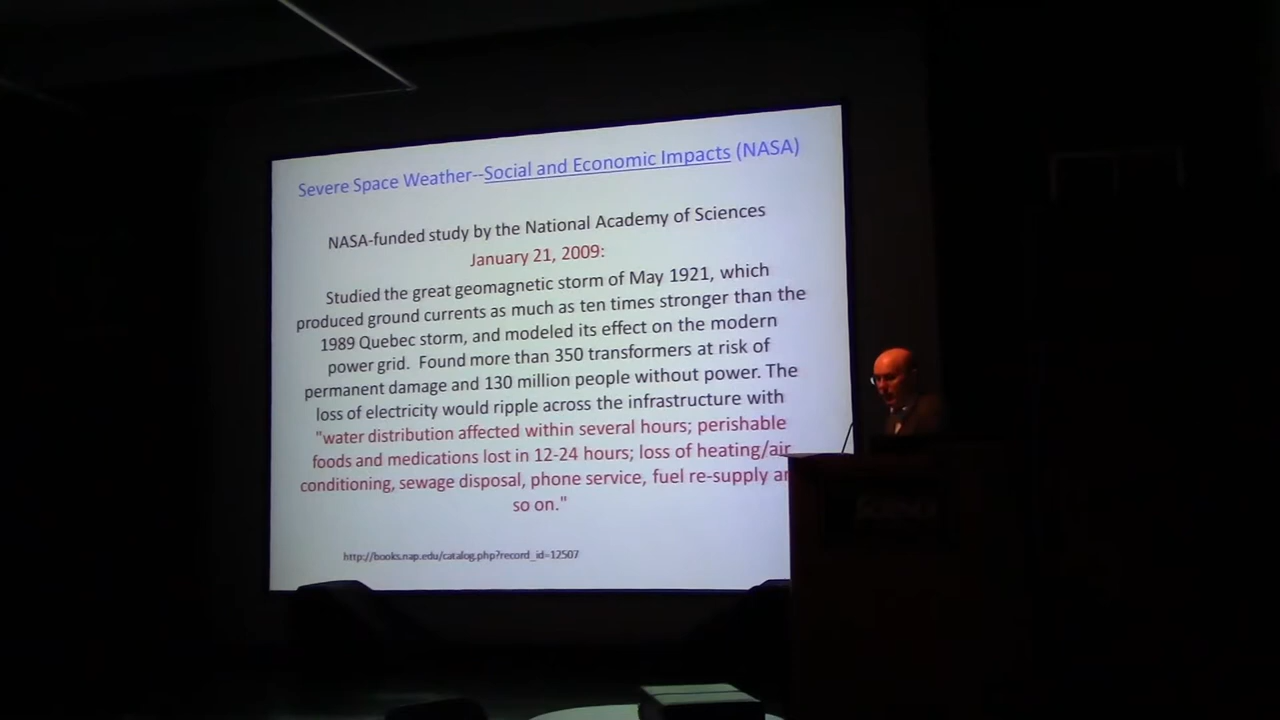 Severe Space Weather--Social and Economic Impacts (NASA)
NASA-funded study by the National Academy of Sciences
January 21, 2009:
Studied the great geomagnetic storm of May 1921, which
produced ground currents as much as ten times stronger than the
1989 Quebec storm, and modeled its effect on the modern
power grid. Found more than 350 transformers at risk of
permanent damage and 130 million people without power. The
loss of electricity would ripple across the infrastructure with
"water distribution affected within several hours; perishable
foods and medications lost in 12-24 hours; loss of heating/air
conditioning, sewage disposal, phone service, fuel re-supply
so on."
http://books.nap.edu/catalog.php?record_id=12507